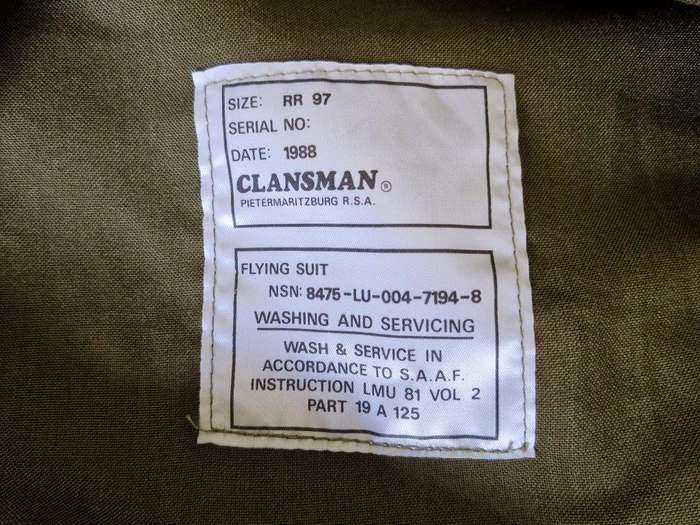 SIZE: RR 97
SERIAL NO:
DATE: 1988
CLANSMAN ®
PIETERMARITZBURG R.S.A.
FLYING SUIT
NSN: 8475-LU-004-7194-8
WASHING AND SERVICING
WASH & SERVICE IN
ACCORDANCE TO S.A.A.F.
INSTRUCTION LMU 81 VOL 2
PART 19 A 125